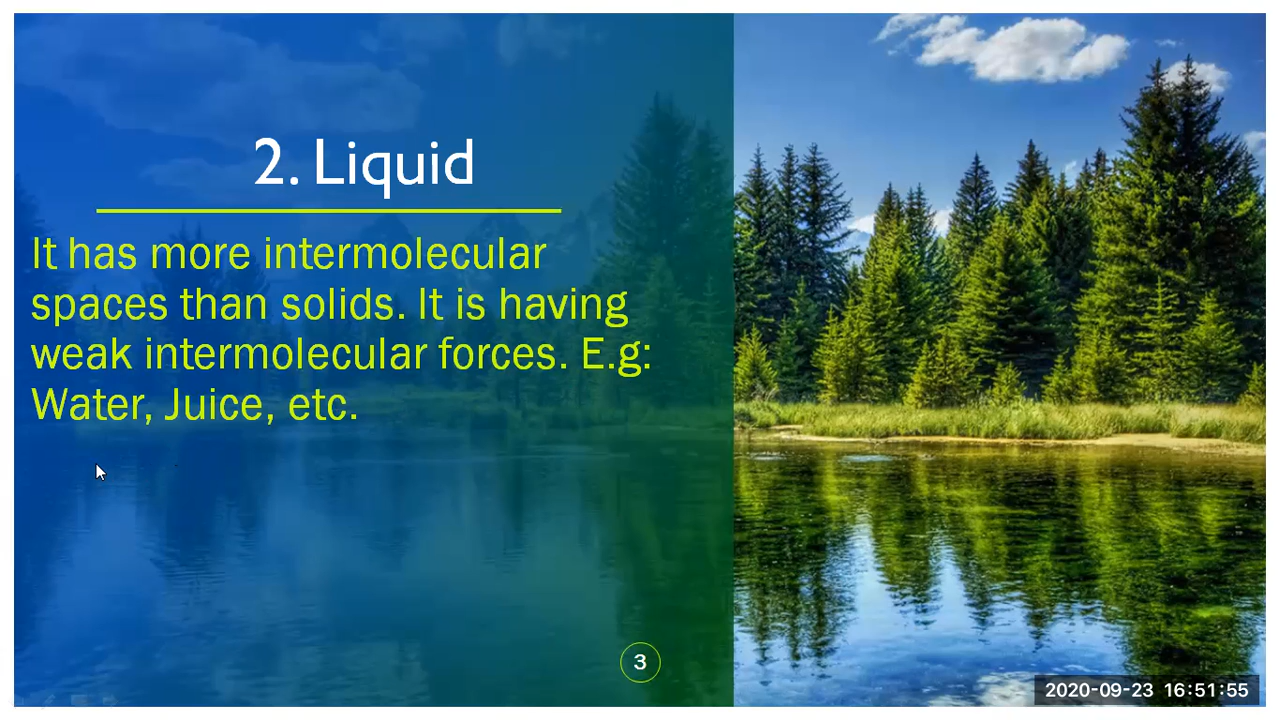 2. Liquid
It has more intermolecular
spaces than solids. It is having
weak intermolecular forces. E.g:
Water, Juice, etc.
3
2020-09-23 16:51:55